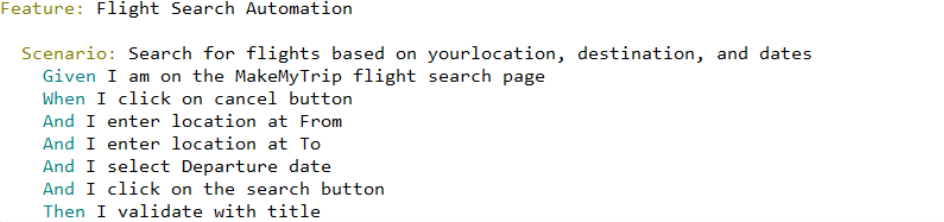 Feature: Flight Search Automation
Scenario: Search for flights based on yourlocation, destination, and dates
Given I am on the MakeMyTrip flight search page
When I click on cancel button
And I enter location at From
And I enter location at To
And I select Departure date
And I click on the search button
Then I validate with title